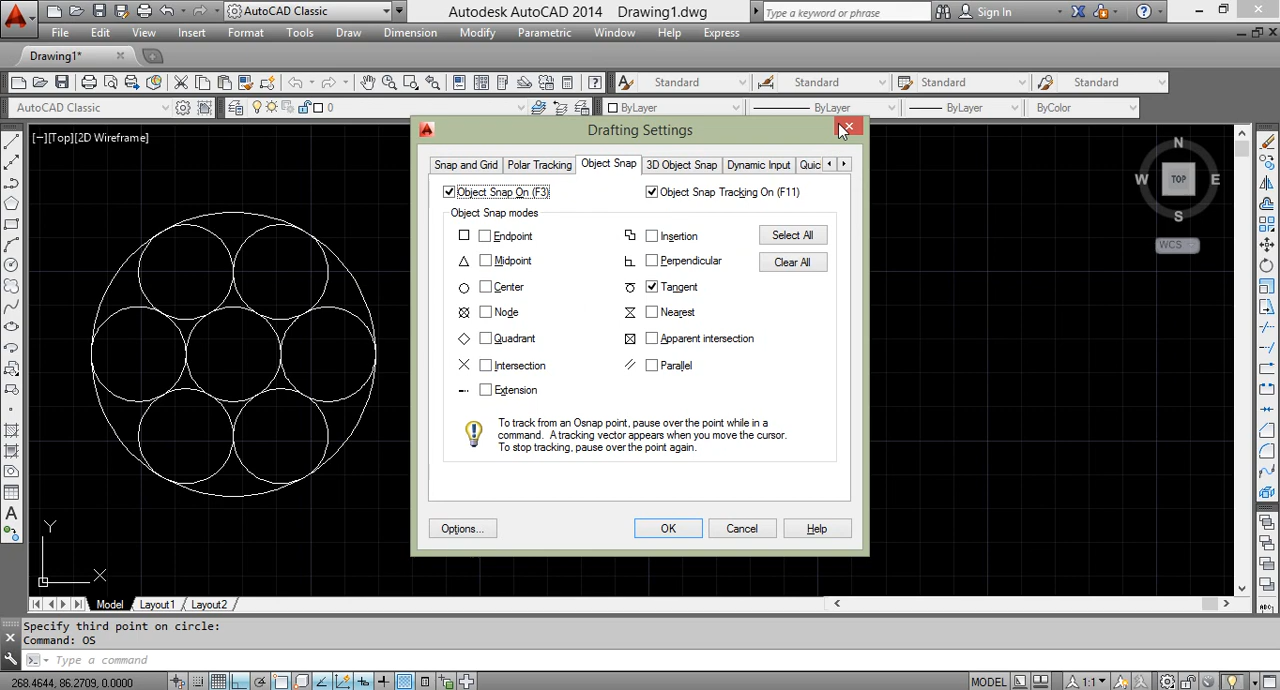 AutoCAD Classic
Autodesk AutoCAD 2014 Drawing1.dwg
Type a keyword or phrase
Sign In
File Edit View Insert Format Tools Draw Dimension Modify Parametric Window Help Express
Drawing1*
Standard Standard Standard Standard
AutoCAD Classic 0 ByLayer ByLayer ByLayer ByColor
[−][Top][2D Wireframe]
Drafting Settings
Snap and Grid Polar Tracking Object Snap 3D Object Snap Dynamic Input Quic
Object Snap On (F3) Object Snap Tracking On (F11)
Object Snap modes
Endpoint Insertion Select All
Midpoint Perpendicular Clear All
Center Tangent
Node Nearest
Quadrant Apparent intersection
Intersection Parallel
Extension
To track from an Osnap point, pause over the point while in a
command. A tracking vector appears when you move the cursor.
To stop tracking, pause over the point again.
Options... OK Cancel Help
N
W TOP E
S
WCS
Y
X
Model Layout1 Layout2
Specify third point on circle:
Command: OS
Type a command
268.4644, 86.2709, 0.0000 MODEL 1:1